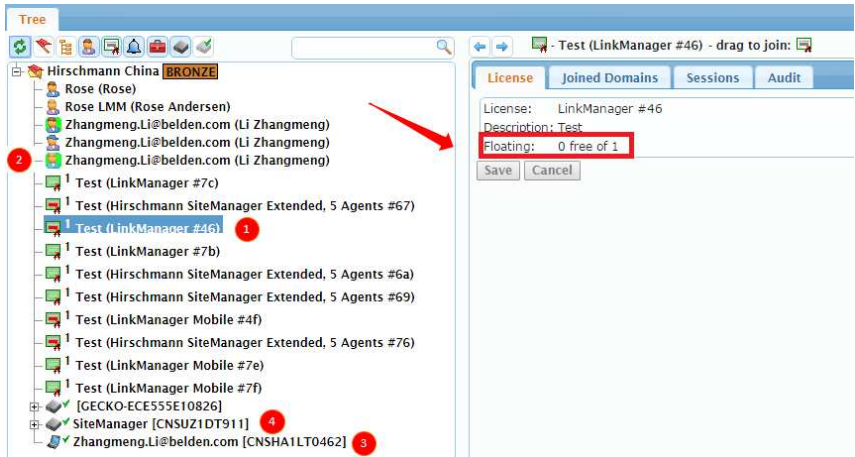 Tree
Hirschmann China BRONZE
Rose (Rose)
Rose LMM (Rose Andersen)
Zhangmeng.Li@belden.com (Li Zhangmeng)
Zhangmeng.Li@belden.com (Li Zhangmeng)
2 Zhangmeng.Li@belden.com (Li Zhangmeng)
1 Test (LinkManager #7c)
1 Test (Hirschmann SiteManager Extended, 5 Agents #67)
1 Test (LinkManager #46) 1
1 Test (LinkManager #7b)
1 Test (Hirschmann SiteManager Extended, 5 Agents #6a)
1 Test (Hirschmann SiteManager Extended, 5 Agents #69)
1 Test (LinkManager Mobile #4f)
1 Test (Hirschmann SiteManager Extended, 5 Agents #76)
1 Test (LinkManager Mobile #7e)
1 Test (LinkManager Mobile #7f)
[GECKO-ECE555E10826]
SiteManager [CNSUZ1DT911] 4
Zhangmeng.Li@belden.com [CNSHA1LT0462] 3
- Test (LinkManager #46) - drag to join:
License Joined Domains Sessions Audit
License: LinkManager #46
Description: Test
Floating: 0 free of 1
Save Cancel